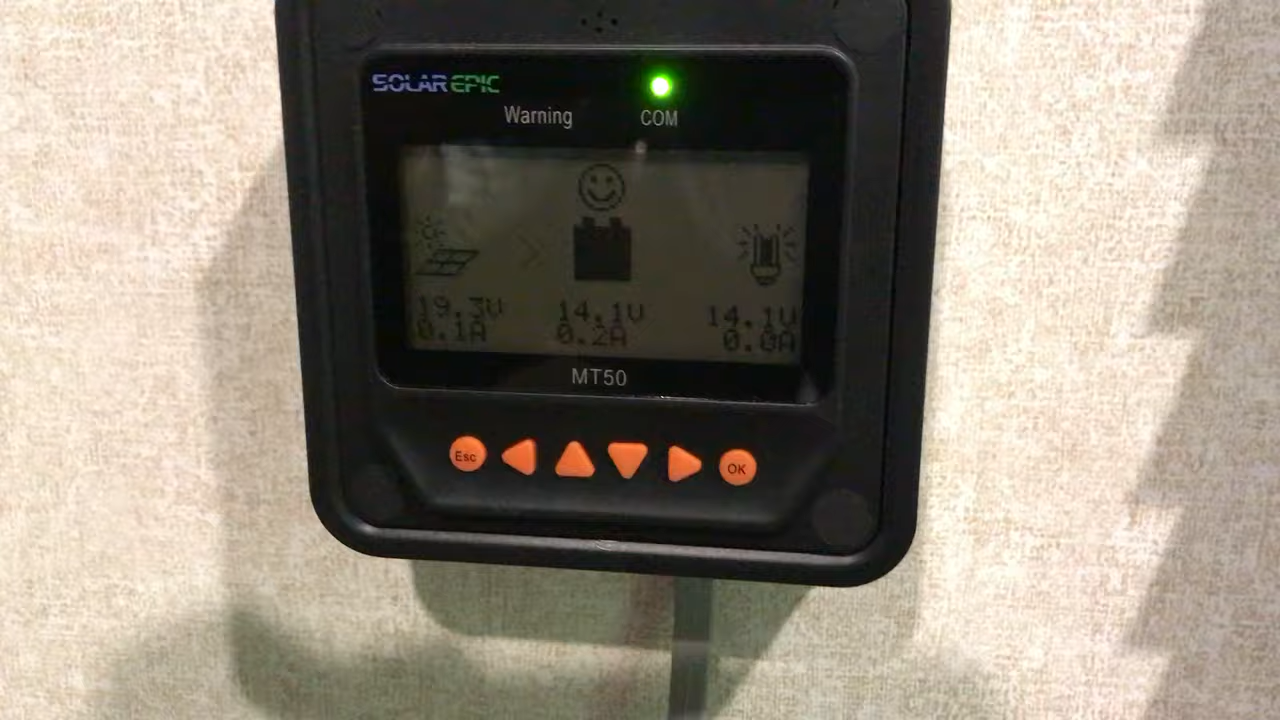 SOLAR EPIC
Warning COM
19.3V 14.1V 14.1V
0.1A 0.2A 0.0A
MT50
Esc OK